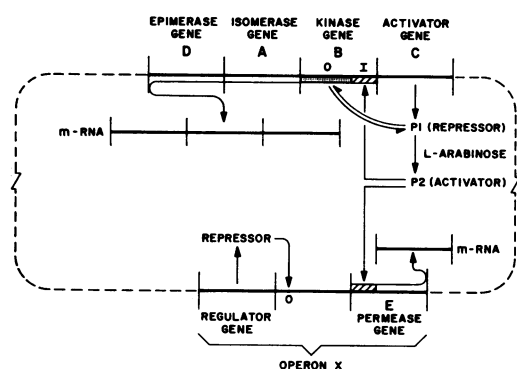 EPIMERASE GENE D
ISOMERASE GENE A
KINASE GENE B
ACTIVATOR GENE C
O I
m-RNA
P1 (REPRESSOR)
L-ARABINOSE
P2 (ACTIVATOR)
REPRESSOR
m-RNA
O
E
REGULATOR GENE
PERMEASE GENE
OPERON X